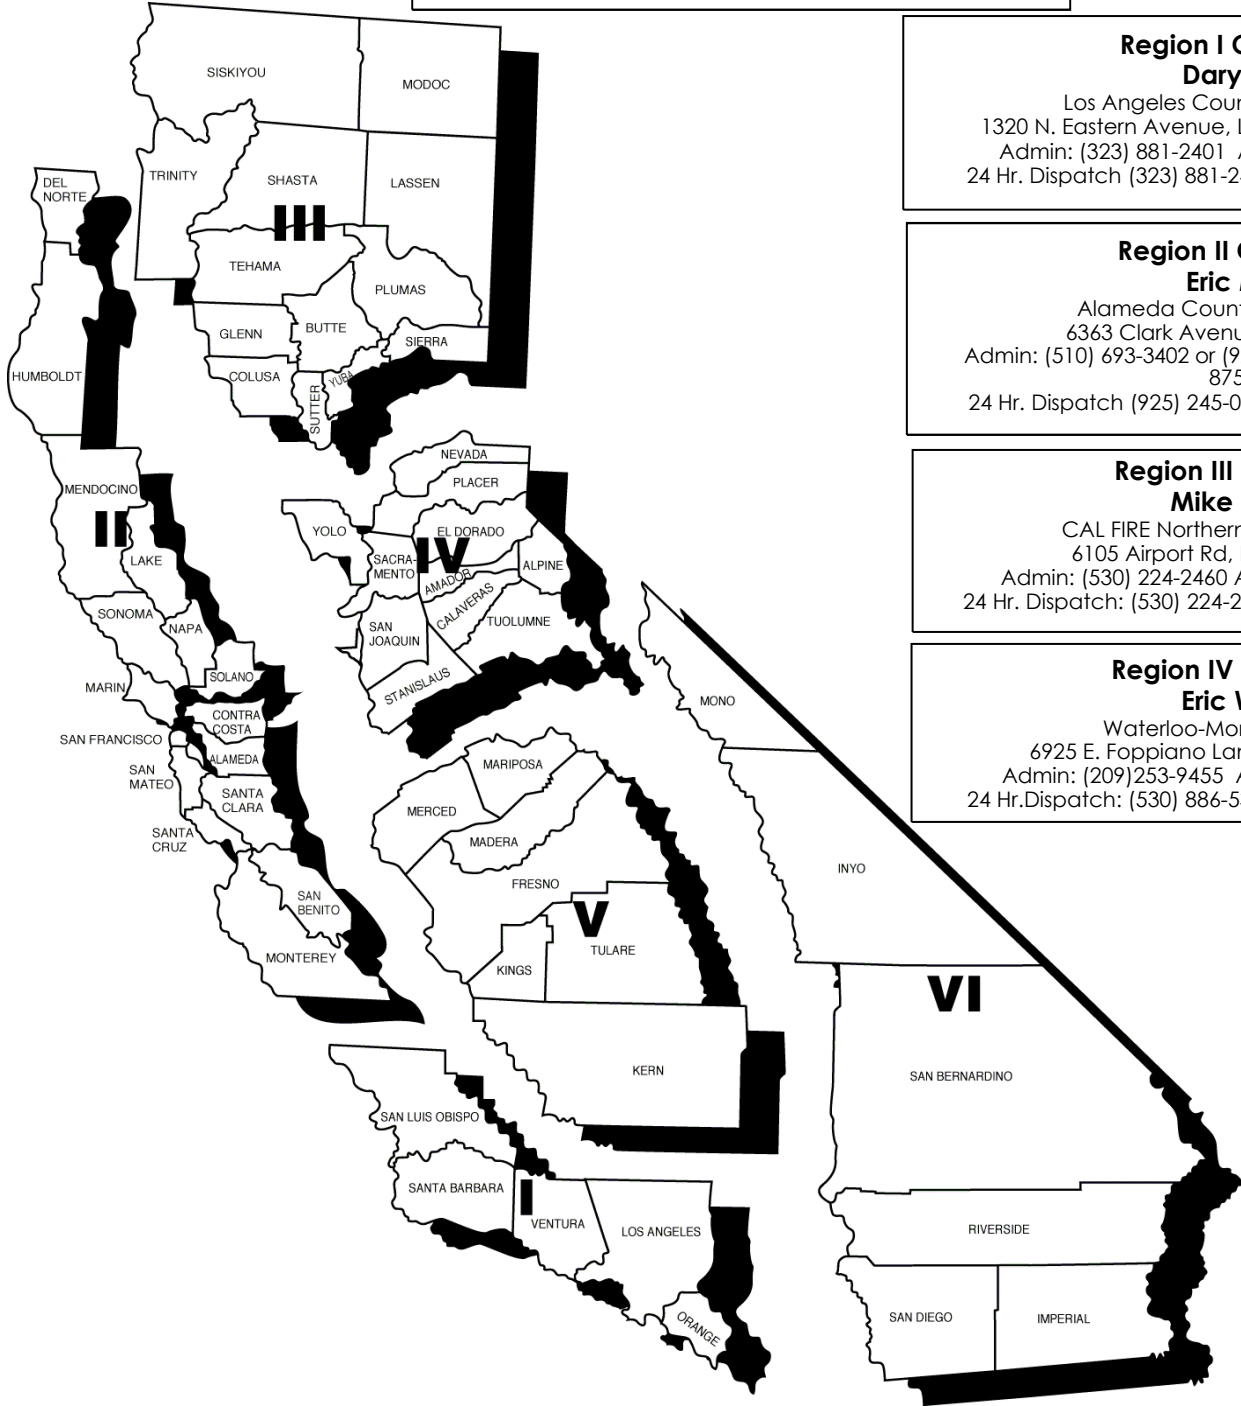 SISKIYOU
MODOC
TRINITY
SHASTA
LASSEN
III
DEL
NORTE
TEHAMA
PLUMAS
GLENN
BUTTE
SIERRA
HUMBOLDT
COLUSA
SUTTER
YUBA
NEVADA
PLACER
MENDOCINO
II
LAKE
YOLO
EL DORADO
IV
SACRA-
MENTO
AMADOR
ALPINE
CALAVERAS
TUOLUMNE
SONOMA
NAPA
SAN
JOAQUIN
SOLANO
STANISLAUS
MARIN
CONTRA
COSTA
SAN FRANCISCO
ALAMEDA
SAN
MATEO
SANTA
CLARA
SANTA
CRUZ
SAN
BENITO
MONTEREY
MONO
MARIPOSA
MERCED
MADERA
INYO
FRESNO
V
TULARE
KINGS
KERN
VI
SAN BERNARDINO
SAN LUIS OBISPO
SANTA BARBARA
I
VENTURA
LOS ANGELES
ORANGE
RIVERSIDE
SAN DIEGO
IMPERIAL
Region I
Los Angeles
1320 N. Eastern Avenue,
Admin: (323) 881-2401
24 Hr. Dispatch (323) 881-2
Region II
Eric
Alameda
6363 Clark
Admin: (510) 693-3402 or (9
875
24 Hr. Dispatch (925) 245-0
Region III
Mike
CAL FIRE Northern
6105 Airport Rd,
Admin: (530) 224-2460
24 Hr. Dispatch: (530) 224-2
Region IV
Eric
6925 E. Foppiano
Admin: (209)253-9455
24 Hr.Dispatch: (530) 886-5